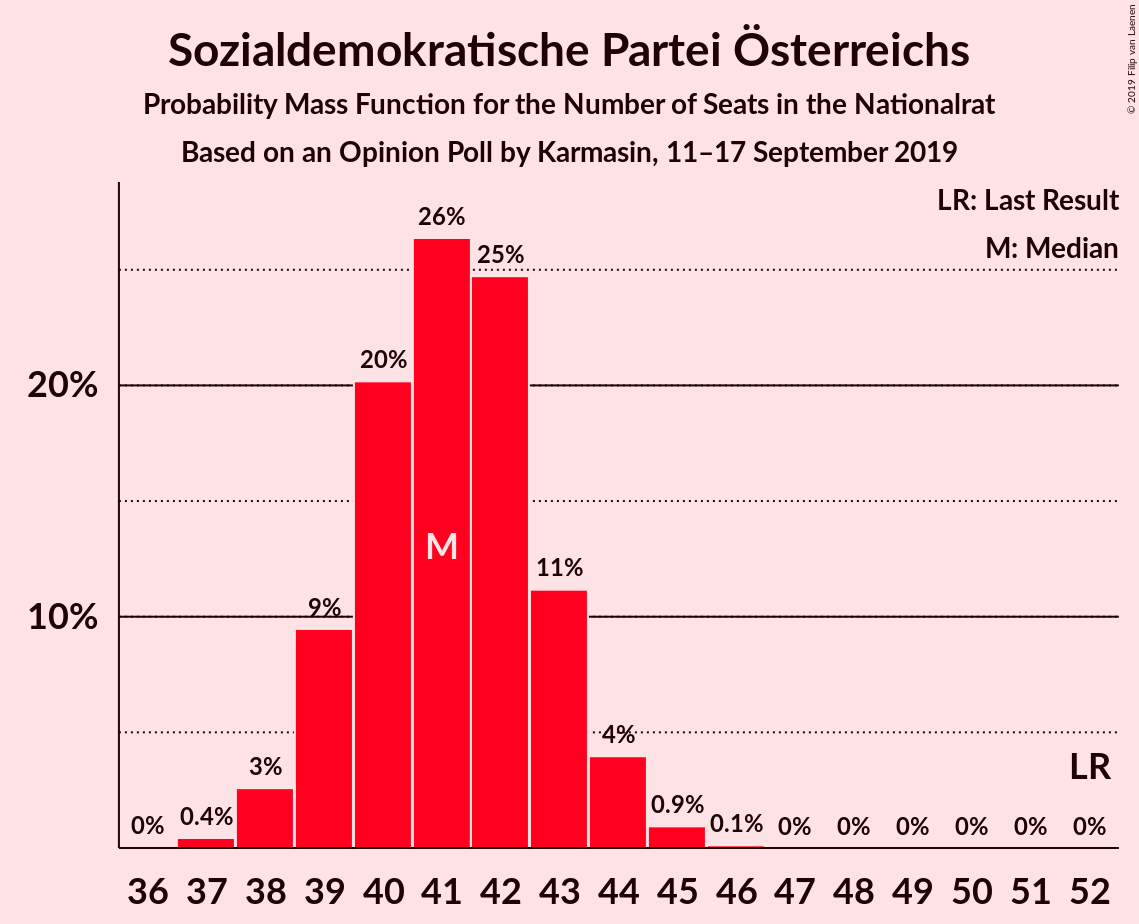 Sozialdemokratische Partei Österreichs
Probability Mass Function for the Number of Seats in the Nationalrat
Based on an Opinion Poll by Karmasin, 11–17 September 2019
© 2019 Filip van Laenen
LR: Last Result
M: Median
26%
25%
20%
20%
M
11%
9%
10%
4%
LR
3%
0%
0.4%
0.9%
0.1%
0%
0%
0%
0%
0%
0%
36 37 38 39 40 41 42 43 44 45 46 47 48 49 50 51 52